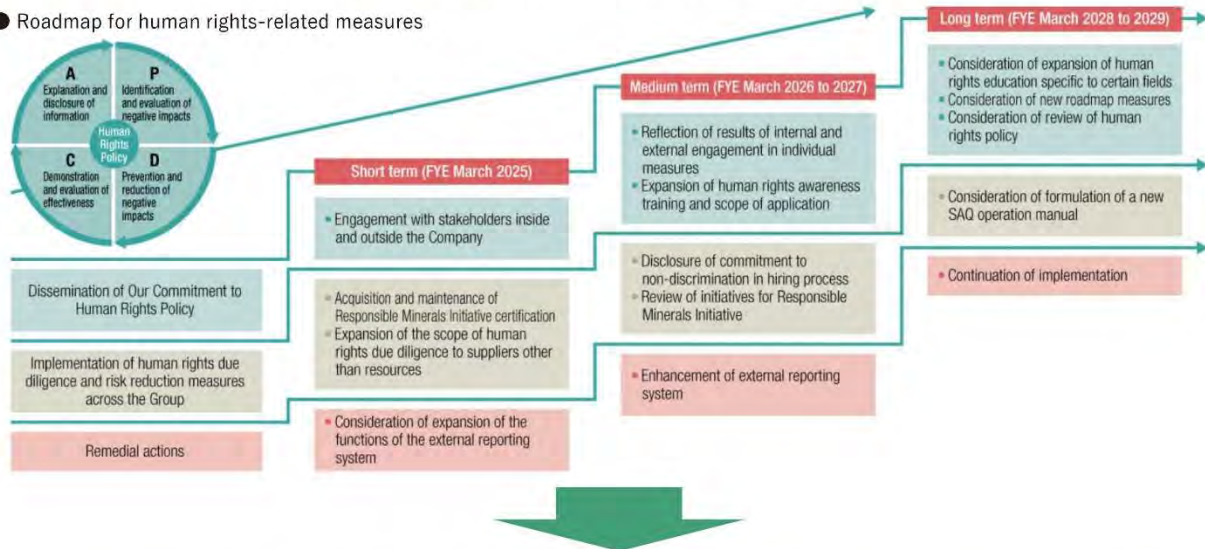 ● Roadmap for human rights-related measures
A
Explanation and
disclosure of
information
P
Identification
and evaluation of
negative impacts
Human
Rights
Policy
C
Demonstration
and evaluation of
effectiveness
D
Prevention and
reduction of
negative
impacts
Dissemination of Our Commitment to
Human Rights Policy
Implementation of human rights due
diligence and risk reduction measures
across the Group
Remedial actions
Short term (FYE March 2025)
• Engagement with stakeholders inside
and outside the Company
• Acquisition and maintenance of
Responsible Minerals Initiative certification
• Expansion of the scope of human
rights due diligence to suppliers other
than resources
• Consideration of expansion of the
functions of the external reporting
system
Medium term (FYE March 2026 to 2027)
• Reflection of results of internal and
external engagement in individual
measures
• Expansion of human rights awareness
training and scope of application
• Disclosure of commitment to
non-discrimination in hiring process
• Review of initiatives for Responsible
Minerals Initiative
• Enhancement of external reporting
system
Long term (FYE March 2028 to 2029)
• Consideration of expansion of human
rights education specific to certain fields
• Consideration of new roadmap measures
• Consideration of review of human
rights policy
• Consideration of formulation of a new
SAQ operation manual
• Continuation of implementation